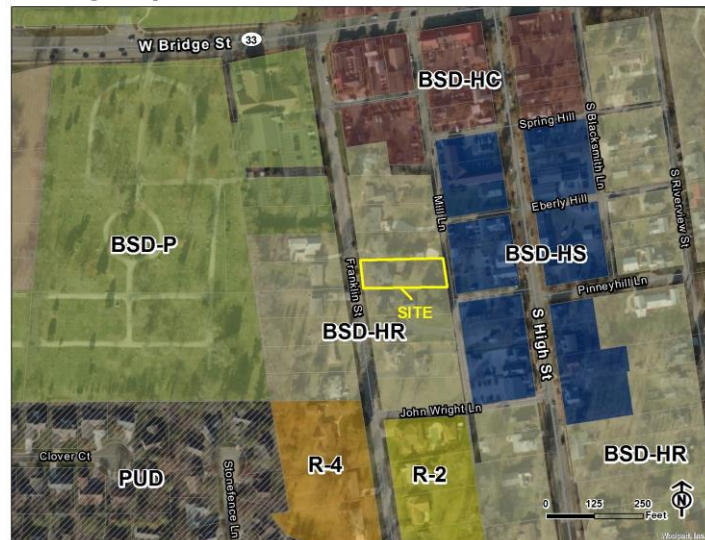 W Bridge St 33
BSD-HC
Spring Hill
S Blacksmith Ln
S Riverview St
Mill Ln
Eberly Hill
BSD-P
BSD-HS
Franklin St
Pinneyhill Ln
SITE
BSD-HR
S High St
John Wright Ln
Clover Ct
PUD
Stonefence Ln
R-4
R-2
BSD-HR
0 125 250
Feet
N